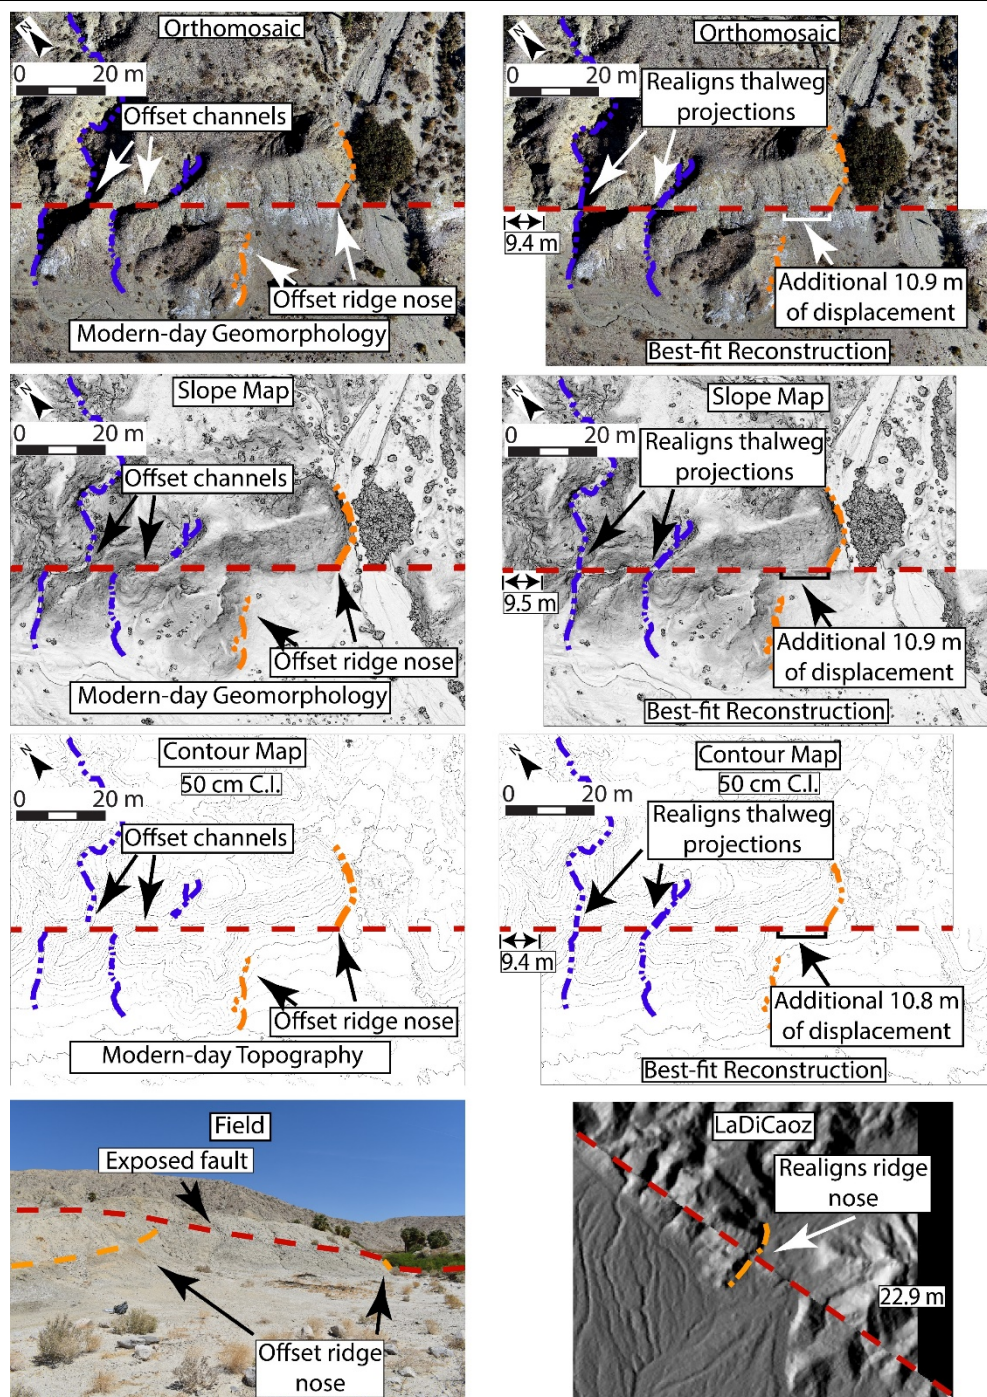 Orthomosaic
N
0 20 m
Offset channels
Offset ridge nose
Modern-day Geomorphology
Orthomosaic
N
0 20 m
Realigns thalweg
projections
9.4 m
Additional 10.9 m
of displacement
Best-fit Reconstruction
Slope Map
N
0 20 m
Offset channels
Offset ridge nose
Modern-day Geomorphology
Slope Map
N
0 20 m
Realigns thalweg
projections
9.5 m
Additional 10.9 m
of displacement
Best-fit Reconstruction
Contour Map
50 cm C.I.
N
0 20 m
Offset channels
Offset ridge nose
Modern-day Topography
Contour Map
50 cm C.I.
N
0 20 m
Realigns thalweg
projections
9.4 m
Additional 10.8 m
of displacement
Best-fit Reconstruction
Field
Exposed fault
Offset ridge
nose
LaDiCaoz
Realigns ridge
nose
22.9 m